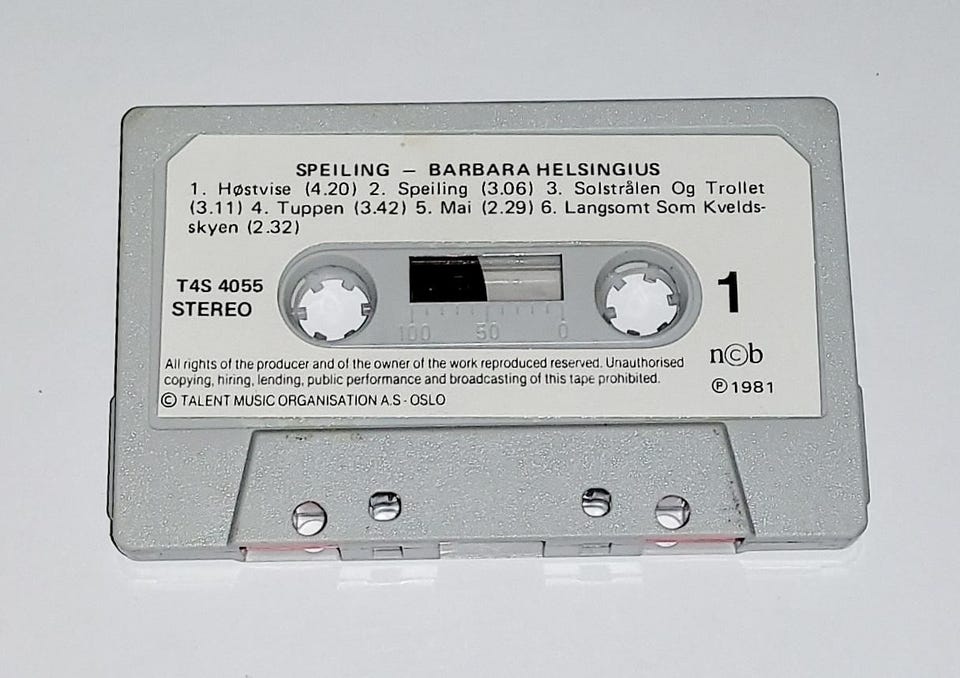 SPEILING – BARBARA HELSINGIUS
1. Høstvise (4.20) 2. Speiling (3.06) 3. Solstrålen Og Trollet
(3.11) 4. Tuppen (3.42) 5. Mai (2.29) 6. Langsomt Som Kvelds-
skyen (2.32)
T4S 4055
STEREO
100 50 0
1
All rights of the producer and of the owner of the work reproduced reserved. Unauthorised
copying, hiring, lending, public performance and broadcasting of this tape prohibited.
© TALENT MUSIC ORGANISATION A.S - OSLO
n©b
℗ 1981